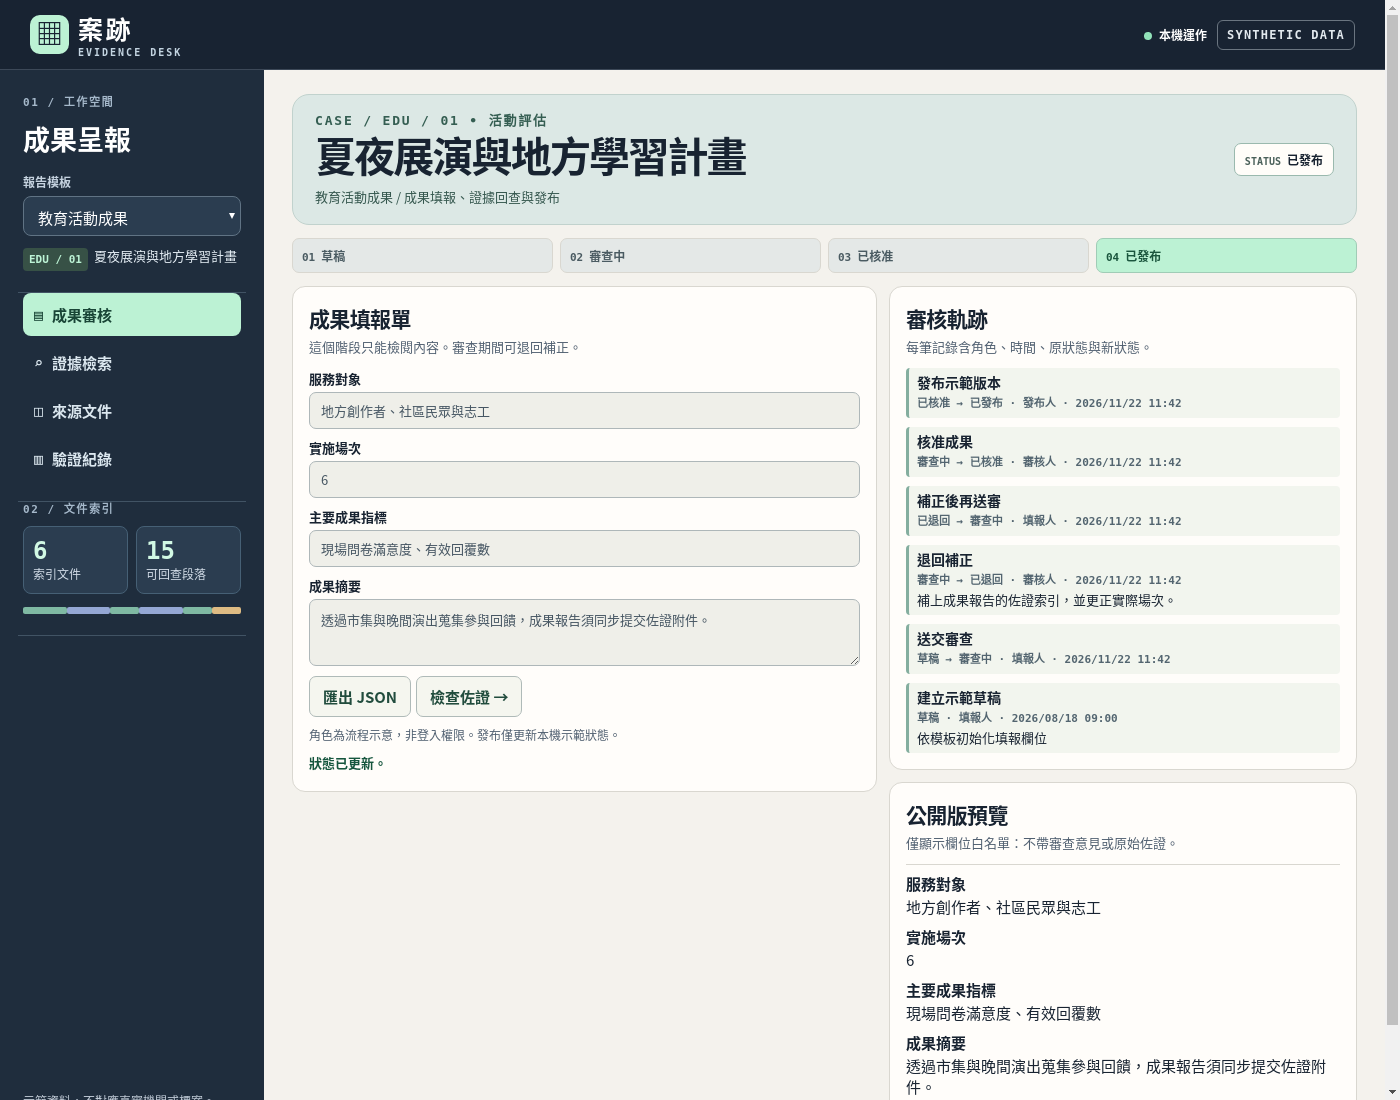 案跡
EVIDENCE DESK
本機運作
SYNTHETIC DATA
01 / 工作空間
成果呈報
報告模板
教育活動成果
EDU / 01 夏夜展演與地方學習計畫
成果審核
證據檢索
來源文件
驗證紀錄
02 / 文件索引
6
索引文件
15
可回查段落
CASE / EDU / 01 • 活動評估
夏夜展演與地方學習計畫
教育活動成果 / 成果填報、證據回查與發布
STATUS 已發布
01 草稿
02 審查中
03 已核准
04 已發布
成果填報單
這個階段只能檢閱內容。審查期間可退回補正。
服務對象
地方創作者、社區民眾與志工
實施場次
6
主要成果指標
現場問卷滿意度、有效回覆數
成果摘要
透過市集與晚間演出蒐集參與回饋，成果報告須同步提交佐證附件。
匯出 JSON
檢查佐證 →
角色為流程示意，非登入權限。發布僅更新本機示範狀態。
狀態已更新。
審核軌跡
每筆記錄含角色、時間、原狀態與新狀態。
發布示範版本
已核准 → 已發布 · 發布人 · 2026/11/22 11:42
核准成果
審查中 → 已核准 · 審核人 · 2026/11/22 11:42
補正後再送審
已退回 → 審查中 · 填報人 · 2026/11/22 11:42
退回補正
審查中 → 已退回 · 審核人 · 2026/11/22 11:42
補上成果報告的佐證索引，並更正實際場次。
送交審查
草稿 → 審查中 · 填報人 · 2026/11/22 11:42
建立示範草稿
草稿 · 填報人 · 2026/08/18 09:00
依模板初始化填報欄位
公開版預覽
僅顯示欄位白名單：不帶審查意見或原始佐證。
服務對象
地方創作者、社區民眾與志工
實施場次
6
主要成果指標
現場問卷滿意度、有效回覆數
成果摘要
透過市集與晚間演出蒐集參與回饋，成果報告須同步提交佐證附
件。